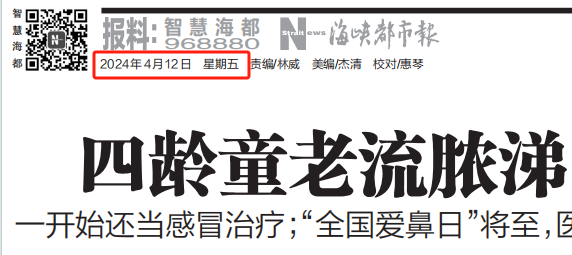 智慧海都
报料:智慧海都
968880
Strait News 海峡都市报
2024年4月12日 星期五 责编/林威 美编/杰清 校对/惠琴
四龄童老流脓涕
一开始还当感冒治疗;“全国爱鼻日”将至,医